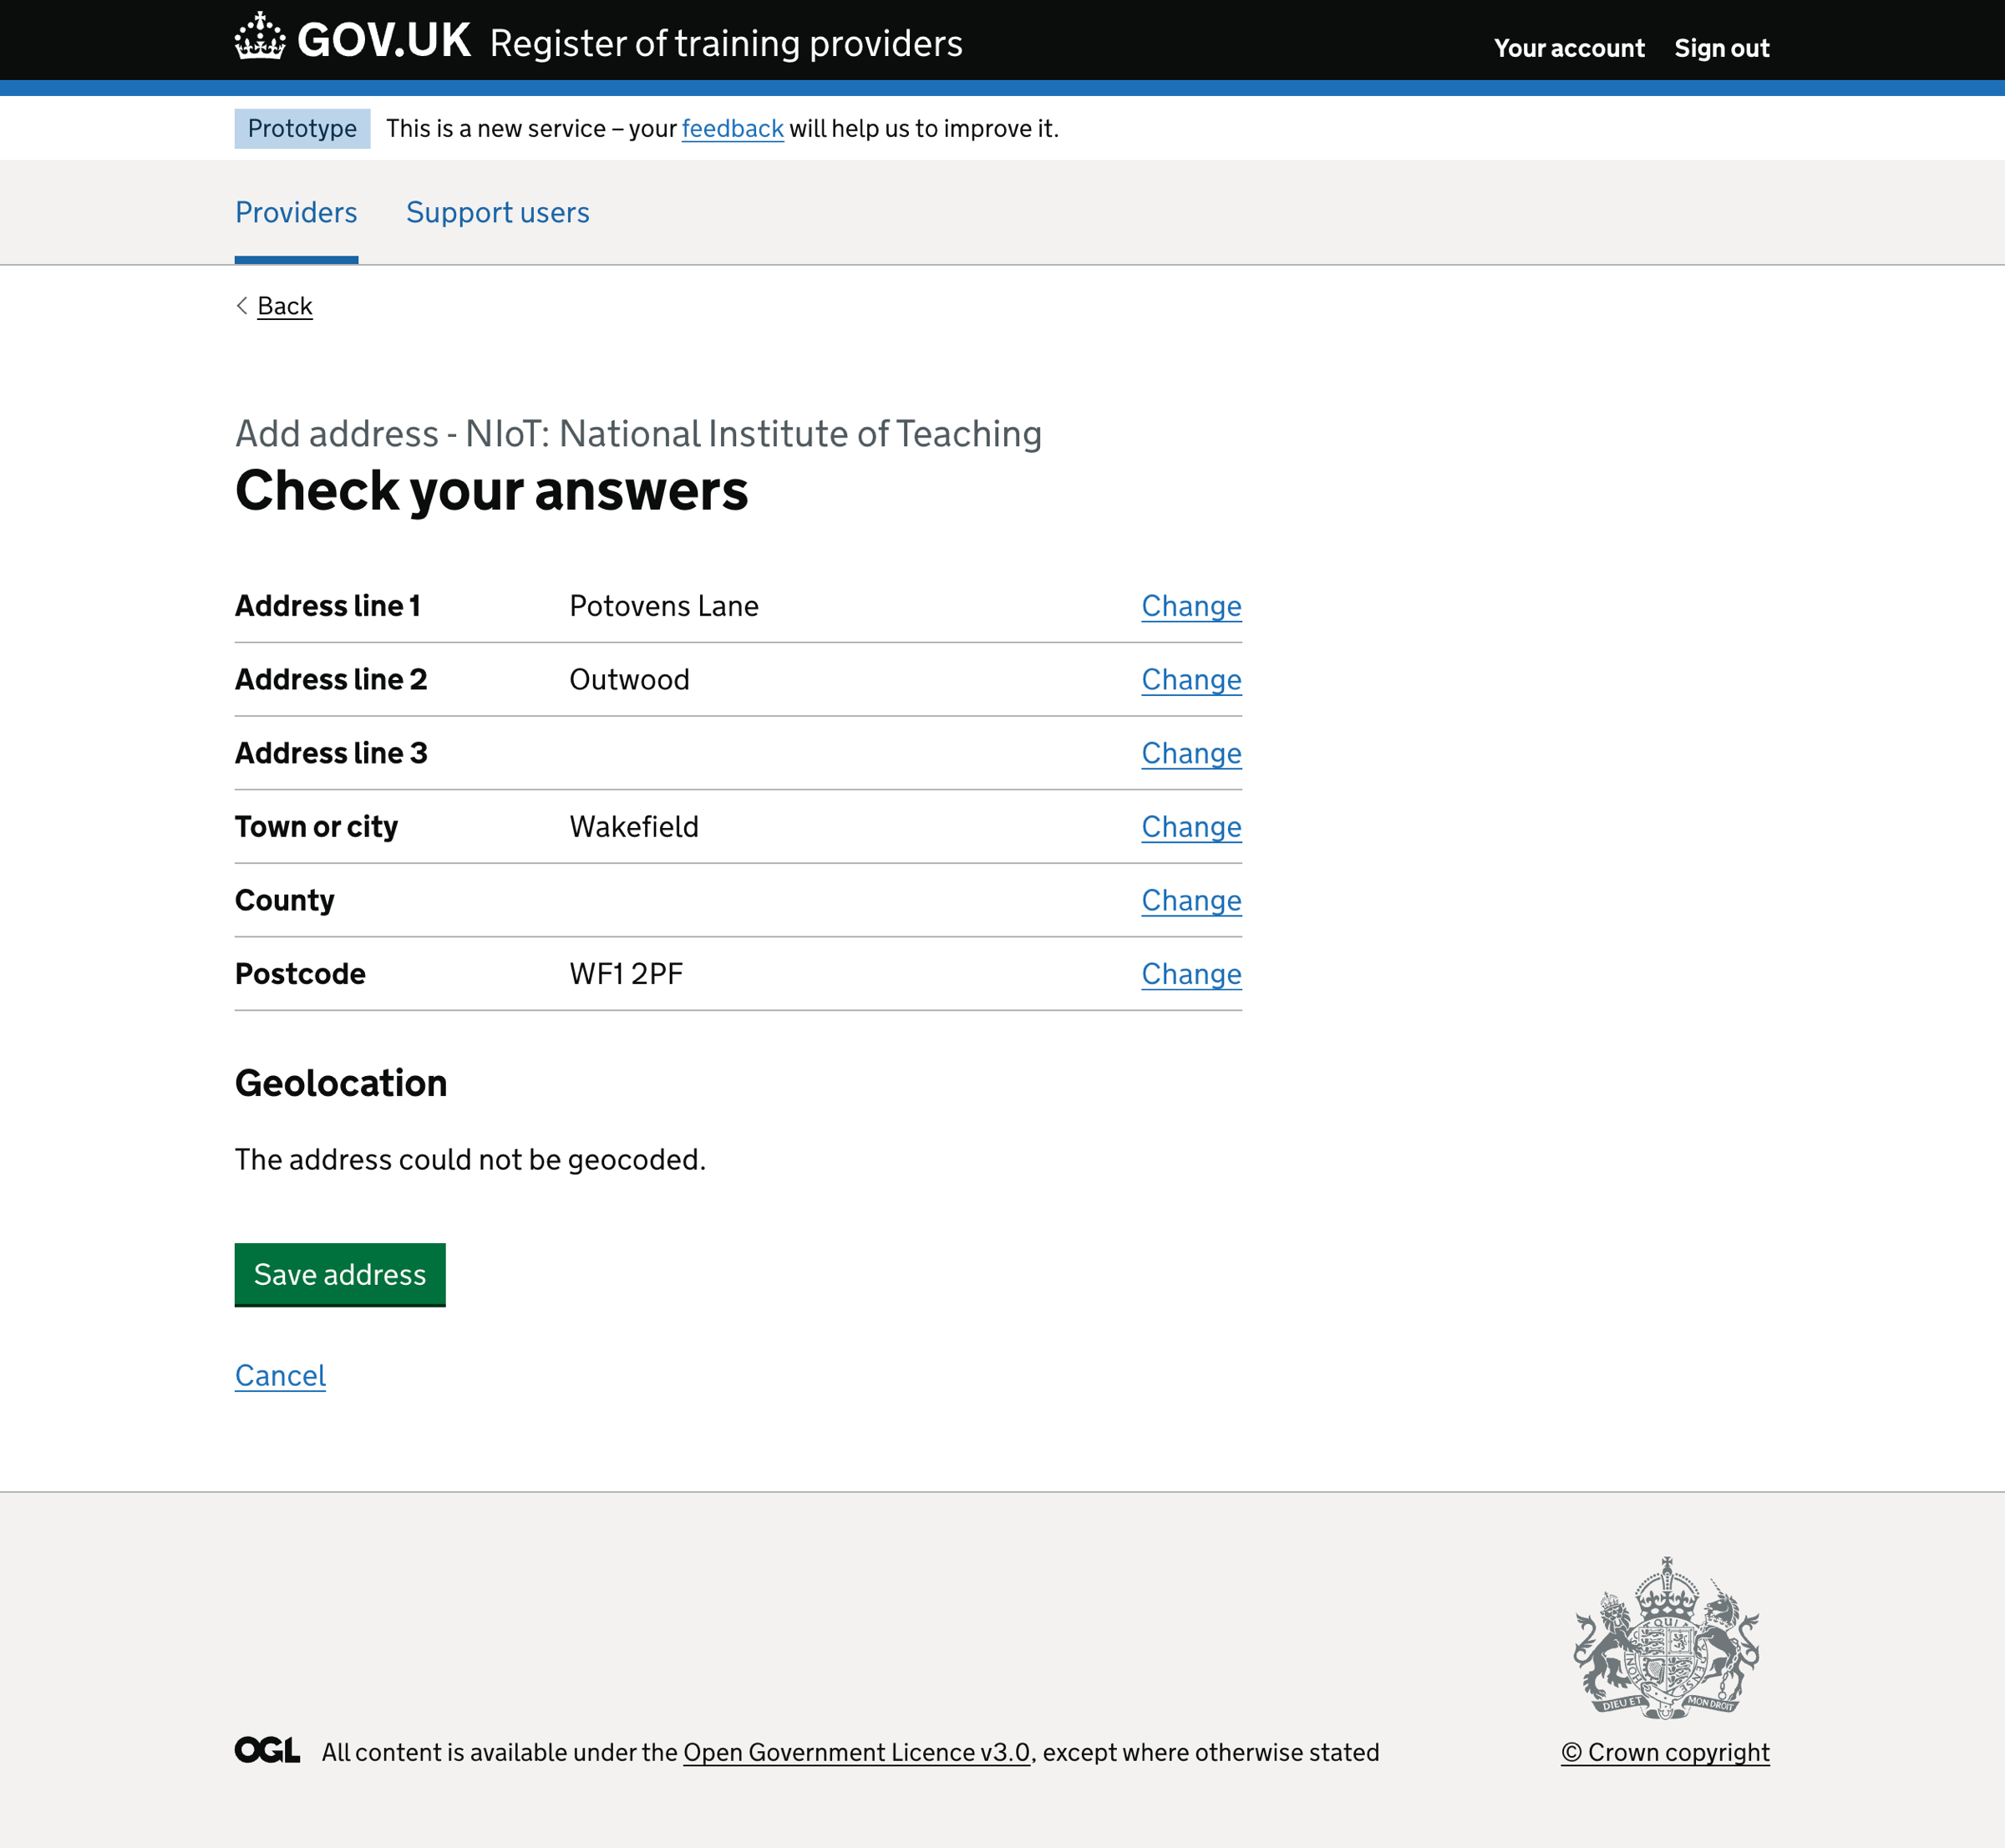 GOV.UK Register of training providers Your account Sign out
Prototype This is a new service – your feedback will help us to improve it.
Providers Support users
Back
Add address - NIoT: National Institute of Teaching
Check your answers
Address line 1 Potovens Lane Change
Address line 2 Outwood Change
Address line 3 Change
Town or city Wakefield Change
County Change
Postcode WF1 2PF Change
Geolocation
The address could not be geocoded.
Save address
Cancel
DIEU ET MON DROIT
OGL All content is available under the Open Government Licence v3.0, except where otherwise stated © Crown copyright